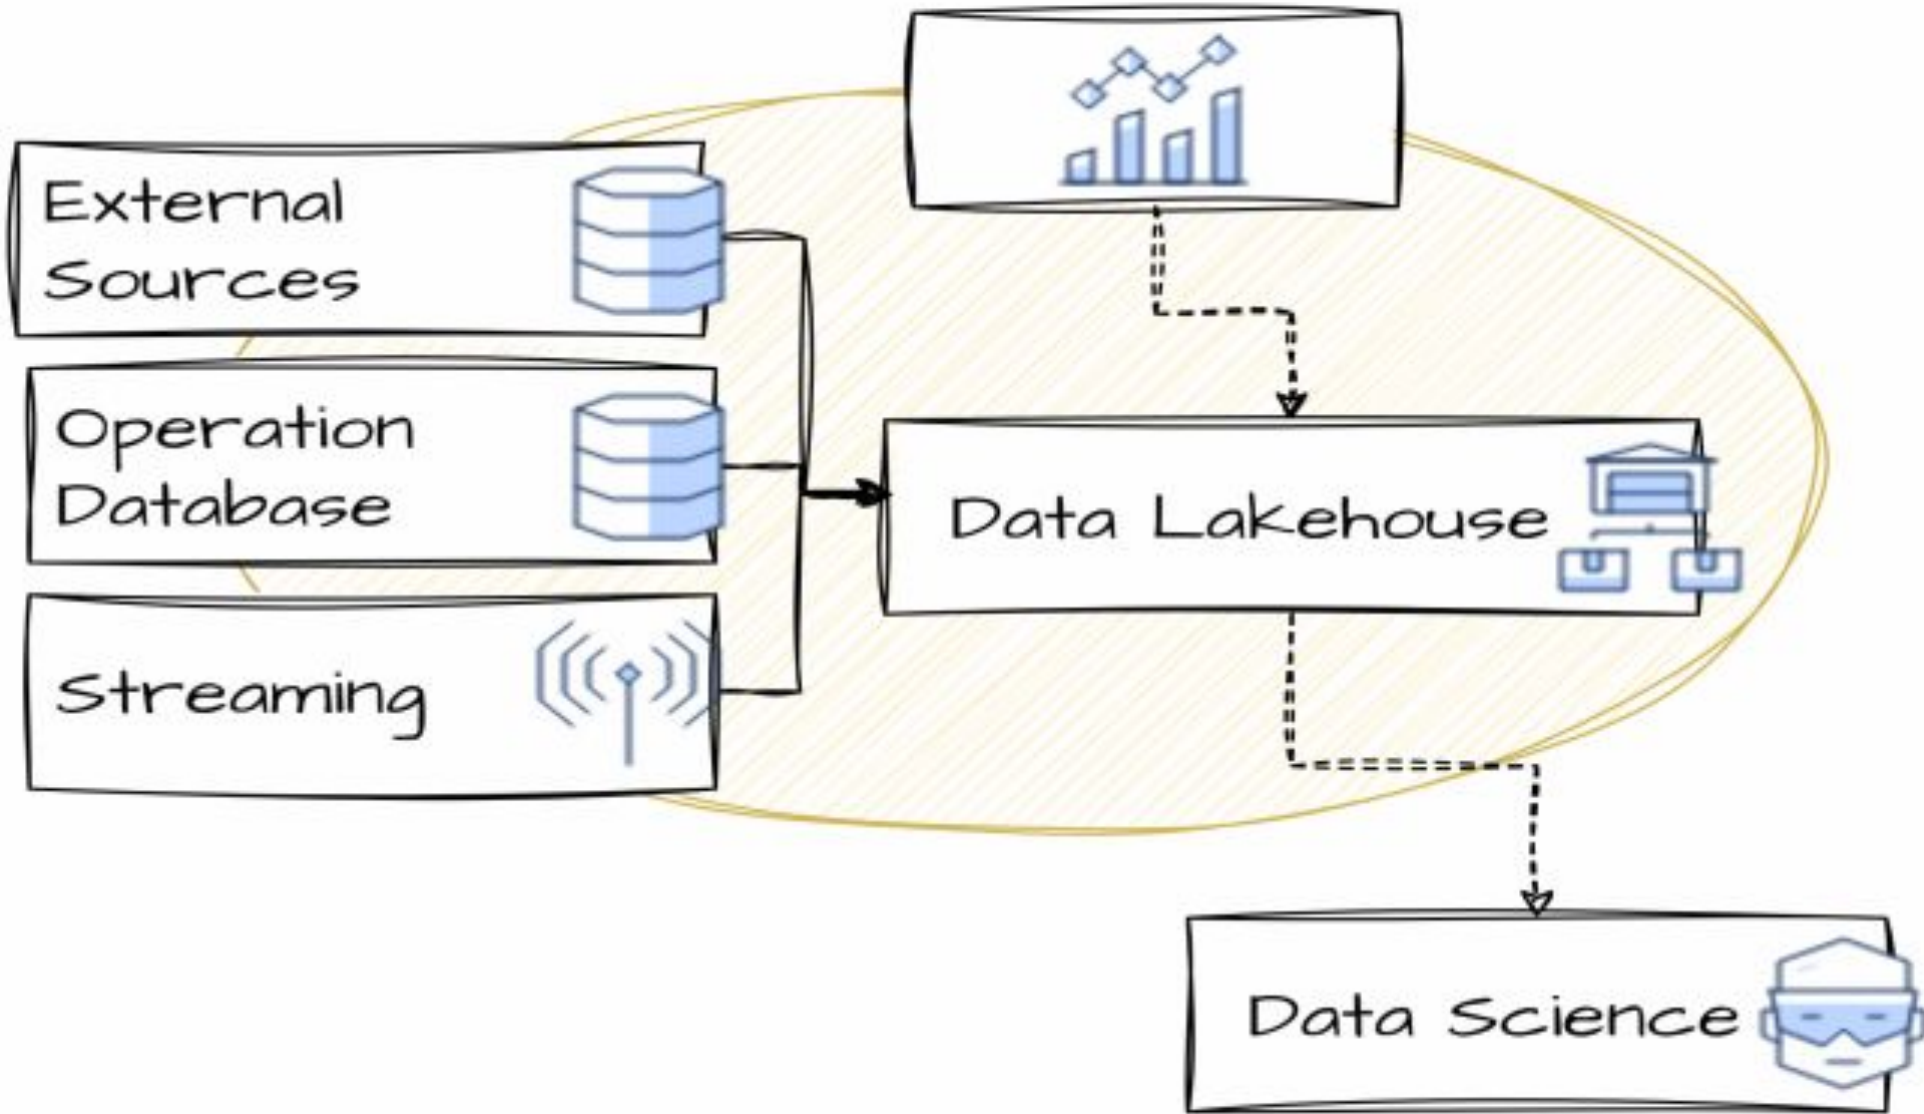 External
Sources
Operation
Database
Streaming
Data Lakehouse
Data Science